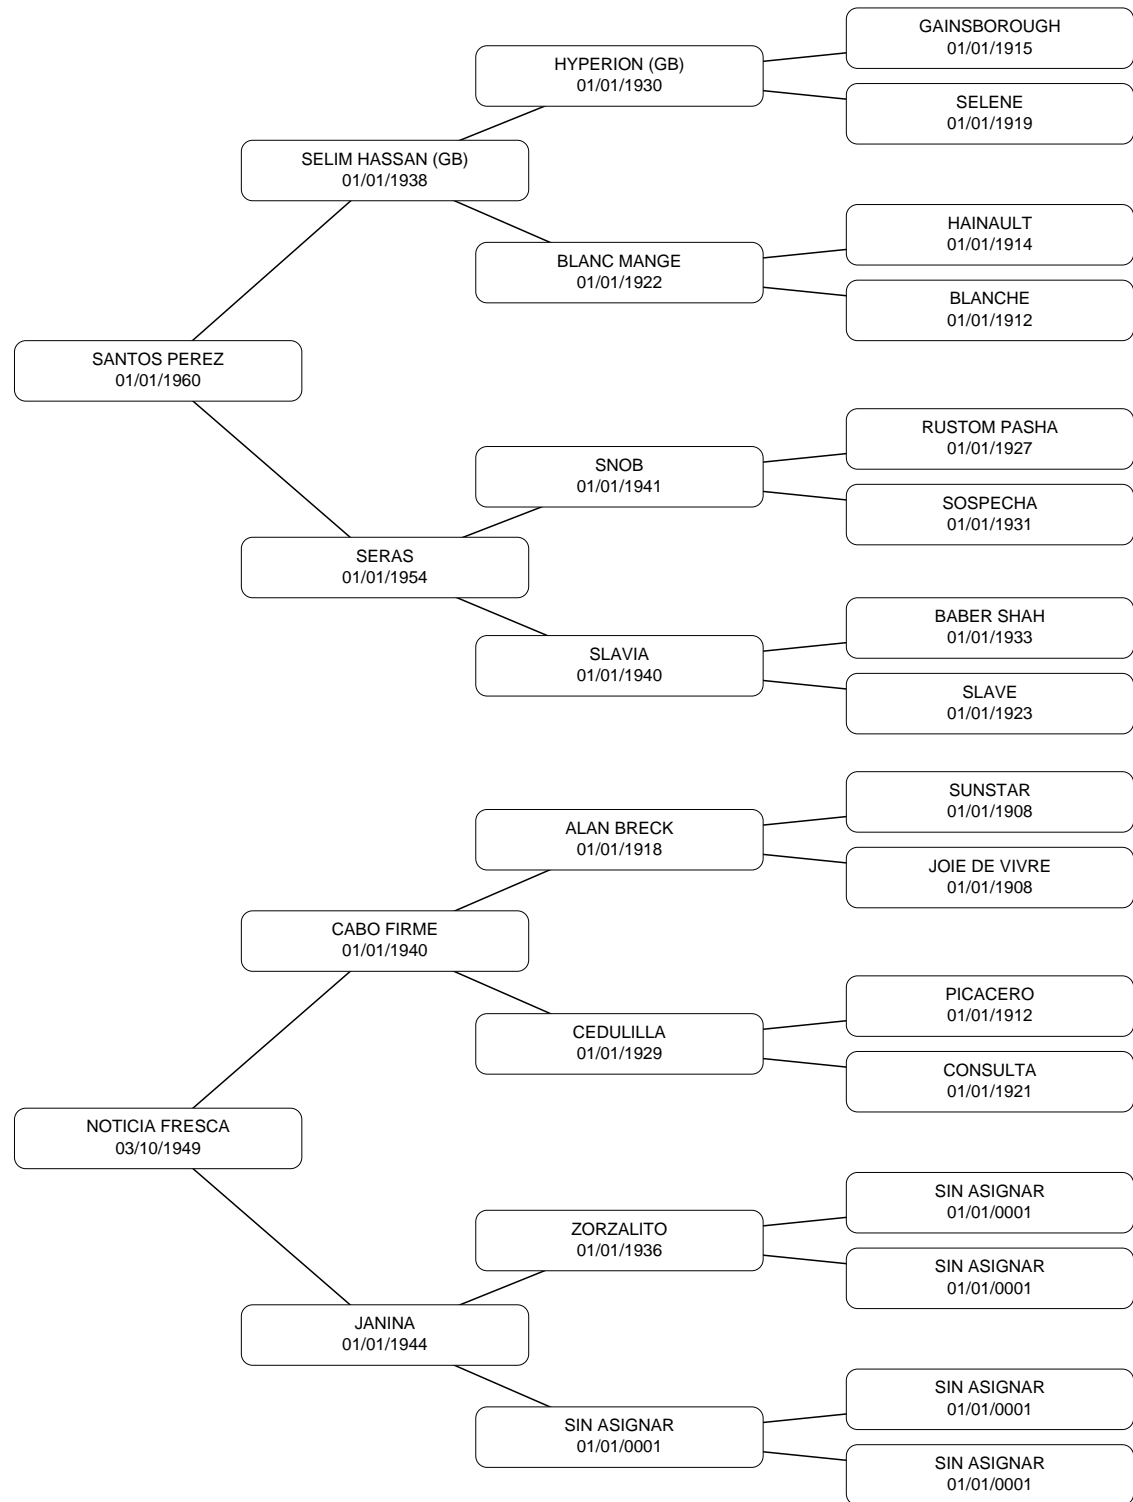 GAINSBOROUGH
01/01/1915
HYPERION (GB)
01/01/1930
SELENE
01/01/1919
SELIM HASSAN (GB)
01/01/1938
HAINAULT
01/01/1914
BLANC MANGE
01/01/1922
BLANCHE
01/01/1912
SANTOS PEREZ
01/01/1960
RUSTOM PASHA
01/01/1927
SNOB
01/01/1941
SOSPECHA
01/01/1931
SERAS
01/01/1954
BABER SHAH
01/01/1933
SLAVIA
01/01/1940
SLAVE
01/01/1923
SUNSTAR
01/01/1908
ALAN BRECK
01/01/1918
JOIE DE VIVRE
01/01/1908
CABO FIRME
01/01/1940
PICACERO
01/01/1912
CEDULILLA
01/01/1929
CONSULTA
01/01/1921
NOTICIA FRESCA
03/10/1949
SIN ASIGNAR
01/01/0001
ZORZALITO
01/01/1936
SIN ASIGNAR
01/01/0001
JANINA
01/01/1944
SIN ASIGNAR
01/01/0001
SIN ASIGNAR
01/01/0001
SIN ASIGNAR
01/01/0001